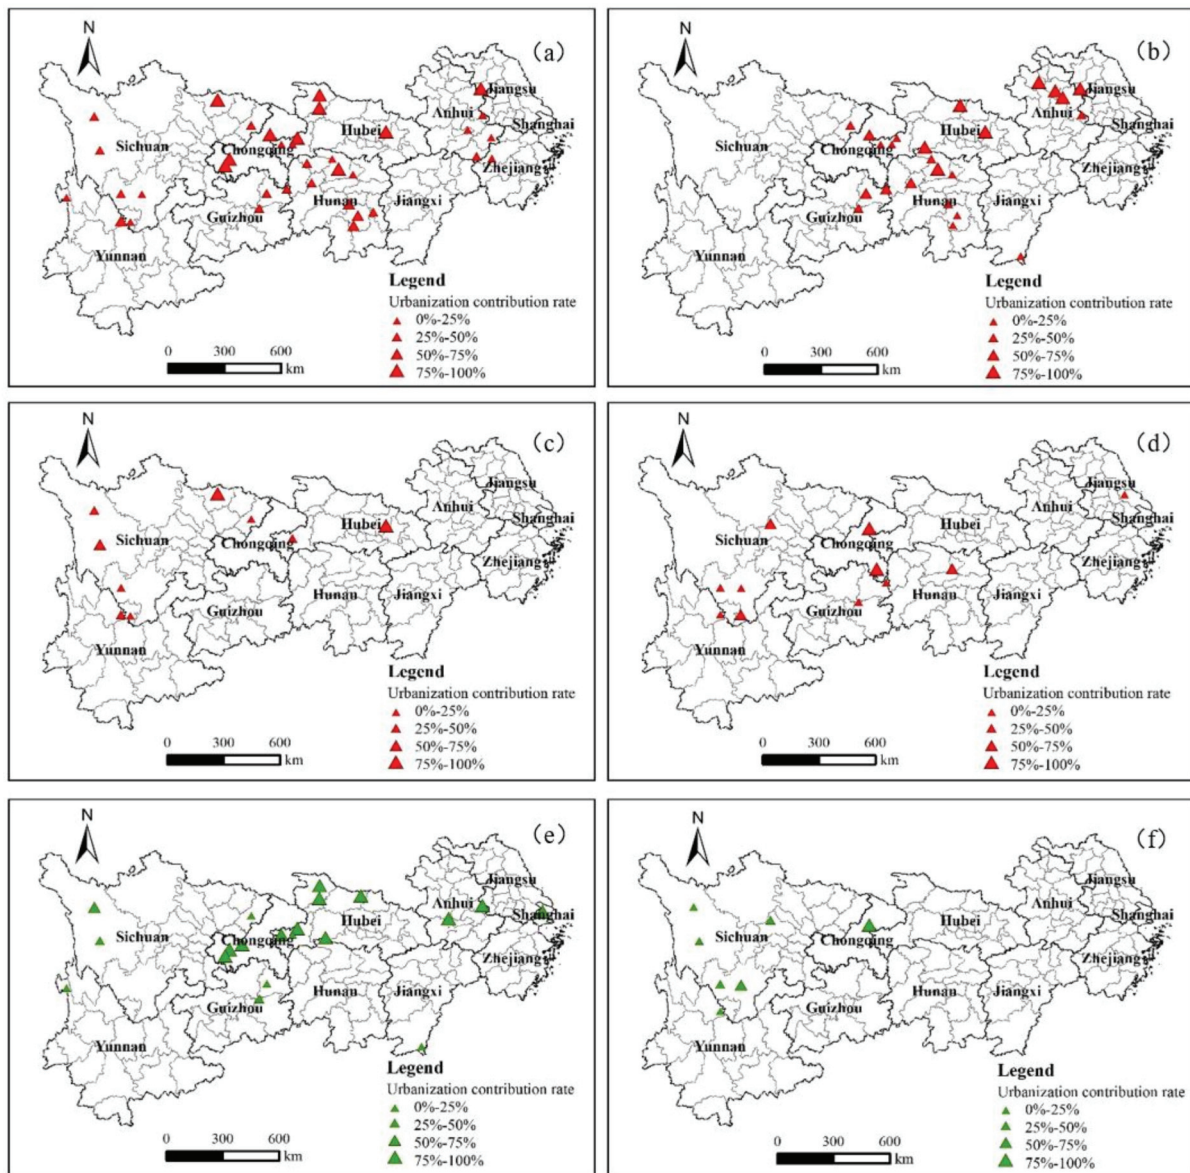 N
(a)
Jiangsu
Anhui
Shanghai
Hubei
Sichuan
Chongqing
Zhejiang
Hunan
Jiangxi
Guizhou
Yunnan
Legend
Urbanization contribution rate
0%-25%
25%-50%
50%-75%
75%-100%
0 300 600
km
N
(b)
Jiangsu
Anhui
Shanghai
Hubei
Sichuan
Chongqing
Zhejiang
Hunan
Jiangxi
Guizhou
Yunnan
Legend
Urbanization contribution rate
0%-25%
25%-50%
50%-75%
75%-100%
0 300 600
km
N
(c)
Jiangsu
Anhui
Shanghai
Hubei
Sichuan
Chongqing
Zhejiang
Hunan
Jiangxi
Guizhou
Yunnan
Legend
Urbanization contribution rate
0%-25%
25%-50%
50%-75%
75%-100%
0 300 600
km
N
(d)
Jiangsu
Anhui
Shanghai
Hubei
Sichuan
Chongqing
Zhejiang
Hunan
Jiangxi
Guizhou
Yunnan
Legend
Urbanization contribution rate
0%-25%
25%-50%
50%-75%
75%-100%
0 300 600
km
N
(e)
Jiangsu
Anhui
Shanghai
Hubei
Sichuan
Chongqing
Zhejiang
Hunan
Jiangxi
Guizhou
Yunnan
Legend
Urbanization contribution rate
0%-25%
25%-50%
50%-75%
75%-100%
0 300 600
km
N
(f)
Jiangsu
Anhui
Shanghai
Hubei
Sichuan
Chongqing
Zhejiang
Hunan
Jiangxi
Guizhou
Yunnan
Legend
Urbanization contribution rate
0%-25%
25%-50%
50%-75%
75%-100%
0 300 600
km